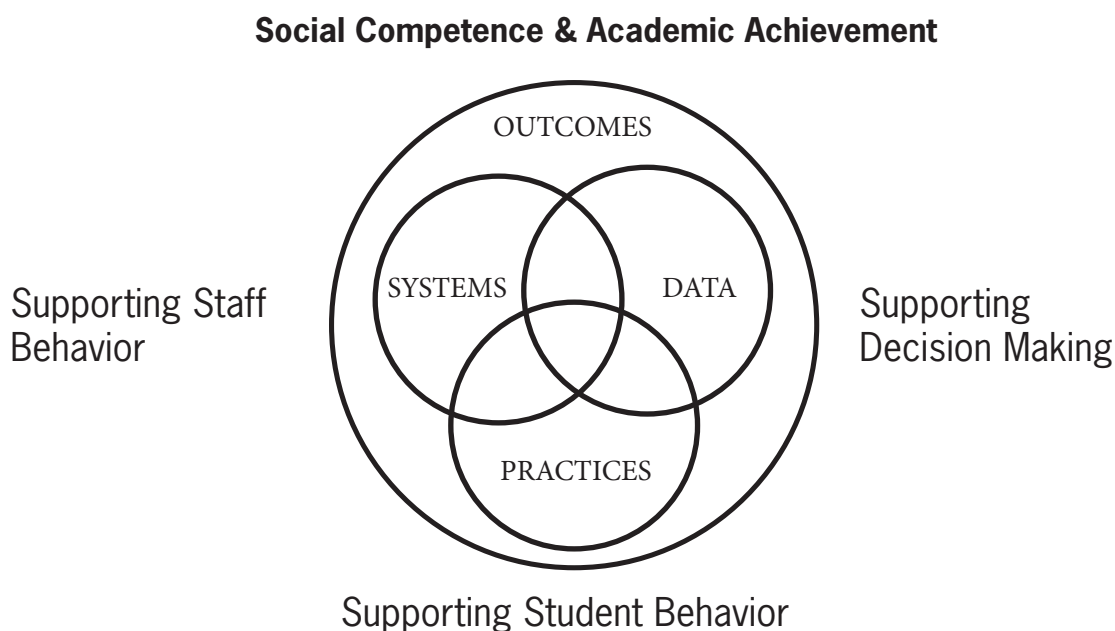 Social Competence & Academic Achievement
OUTCOMES
SYSTEMS
DATA
Supporting Staff
Behavior
Supporting
Decision Making
PRACTICES
Supporting Student Behavior